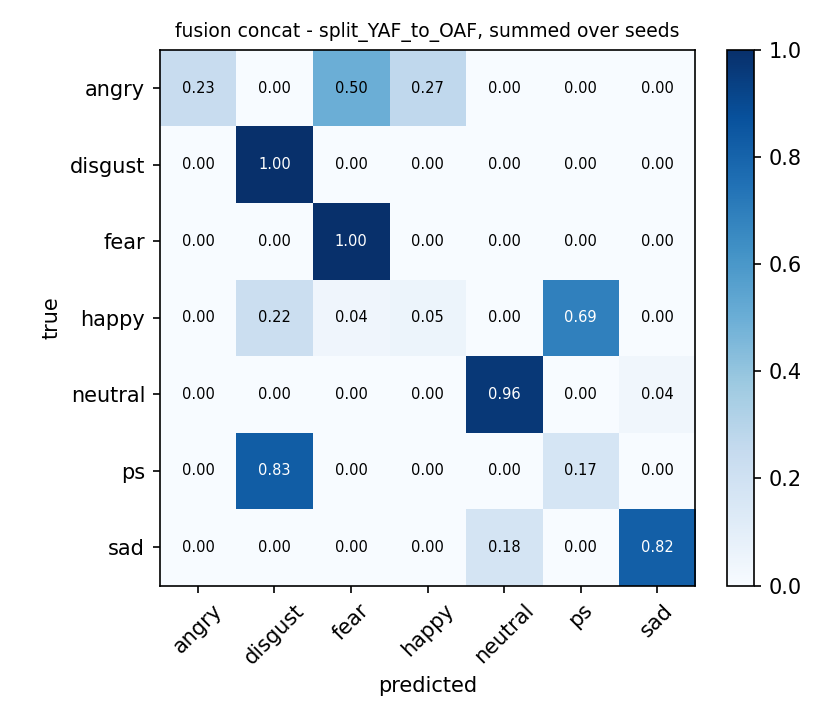 fusion concat - split_YAF_to_OAF, summed over seeds
angry 0.23 0.00 0.50 0.27 0.00 0.00 0.00
disgust 0.00 1.00 0.00 0.00 0.00 0.00 0.00
fear 0.00 0.00 1.00 0.00 0.00 0.00 0.00
happy 0.00 0.22 0.04 0.05 0.00 0.69 0.00
neutral 0.00 0.00 0.00 0.00 0.96 0.00 0.04
ps 0.00 0.83 0.00 0.00 0.00 0.17 0.00
sad 0.00 0.00 0.00 0.00 0.18 0.00 0.82
true
angry disgust fear happy neutral ps sad
predicted
1.0
0.8
0.6
0.4
0.2
0.0